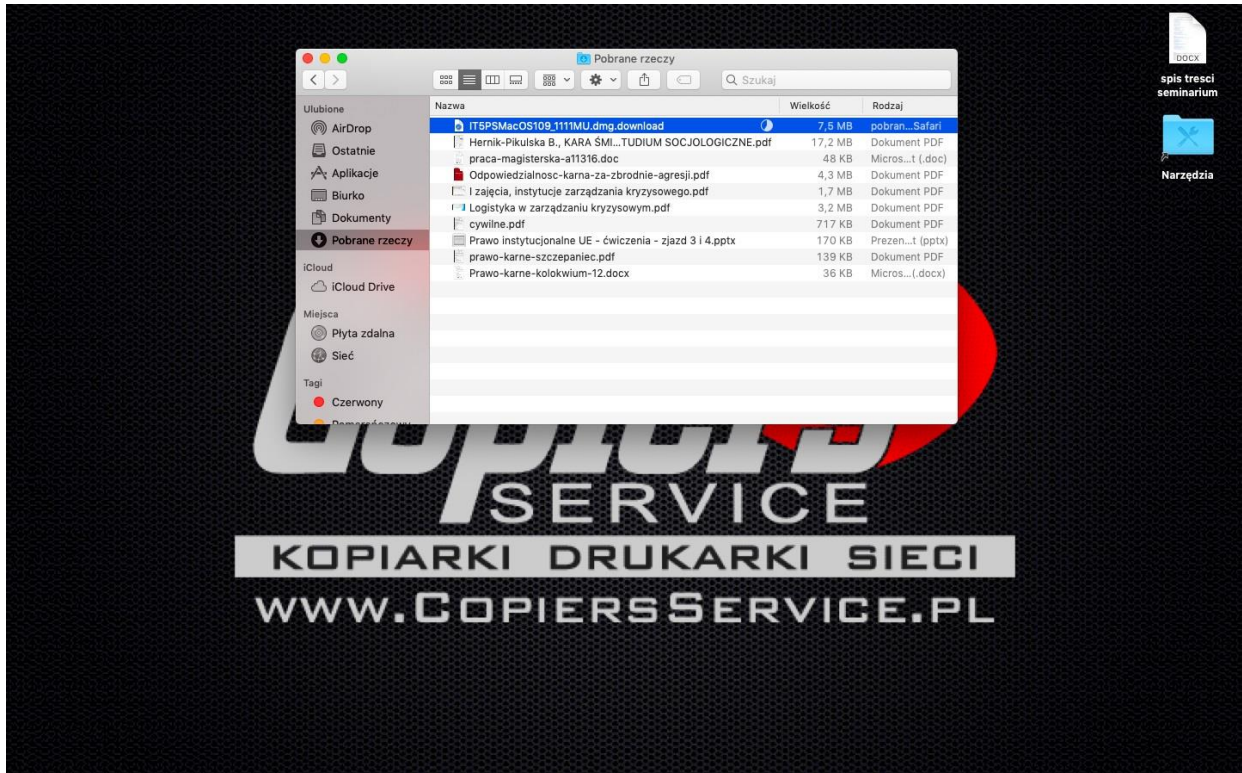 Pobrane rzeczy
Szukaj
DOCX
spis tresci
seminarium
Narzędzia
Ulubione
AirDrop
Ostatnie
Aplikacje
Biurko
Dokumenty
Pobrane rzeczy
iCloud
iCloud Drive
Miejsca
Płyta zdalna
Sieć
Tagi
Czerwony
Pomarańczowy
Nazwa Wielkość Rodzaj
IT5PSMacOS109_1111MU.dmg.download 7,5 MB pobran...Safari
Hernik-Pikulska B., KARA ŚMI...TUDIUM SOCJOLOGICZNE.pdf 17,2 MB Dokument PDF
praca-magisterska-a11316.doc 48 KB Micros...t (.doc)
Odpowiedzialnosc-karna-za-zbrodnie-agresji.pdf 4,3 MB Dokument PDF
I zajęcia, instytucje zarządzania kryzysowego.pdf 1,7 MB Dokument PDF
Logistyka w zarządzaniu kryzysowym.pdf 3,2 MB Dokument PDF
cywilne.pdf 717 KB Dokument PDF
Prawo instytucjonalne UE - ćwiczenia - zjazd 3 i 4.pptx 170 KB Prezen...t (pptx)
prawo-karne-szczepaniec.pdf 139 KB Dokument PDF
Prawo-karne-kolokwium-12.docx 36 KB Micros...(.docx)
Copiers
SERVICE
KOPIARKI DRUKARKI SIECI
WWW.COPIERSSERVICE.PL